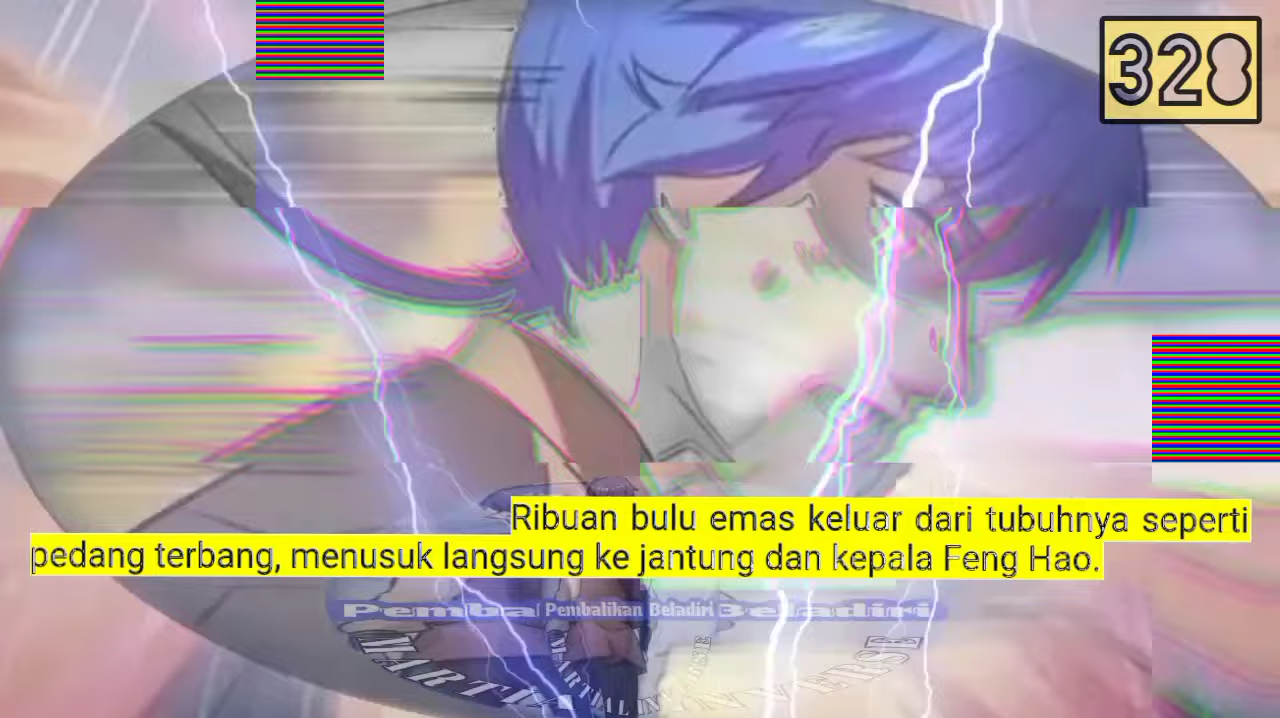 328
Ribuan bulu emas keluar dari tubuhnya seperti
pedang terbang, menusuk langsung ke jantung dan kepala Feng Hao.
Pembalikan Beladiri